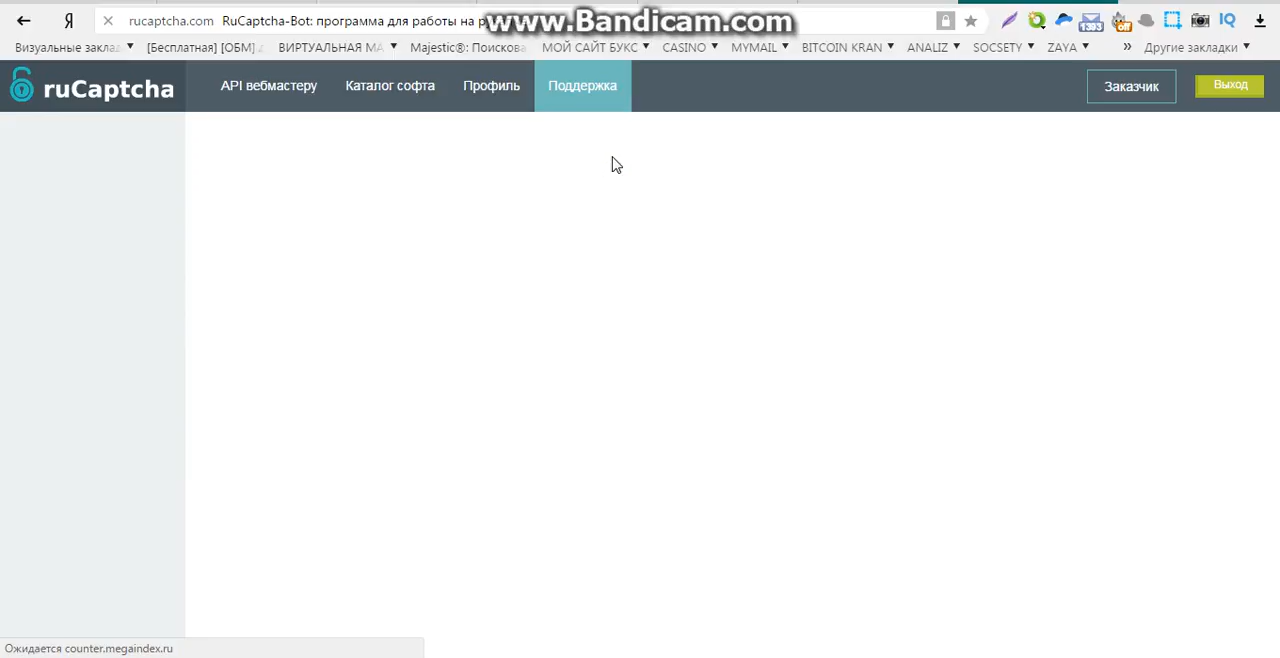 Я rucaptcha.com RuCaptcha-Bot: программа для работы на р
www.Bandicam.com
Визуальные заклад [Бесплатная] [ОБМ] ВИРТУАЛЬНАЯ МА Majestic®: Поискова МОЙ САЙТ БУКС CASINO MYMAIL BITCOIN KRAN ANALIZ SOCSETY ZAYA » Другие закладки
ruCaptcha API вебмастеру Каталог софта Профиль Поддержка Заказчик Выход
Ожидается counter.megaindex.ru